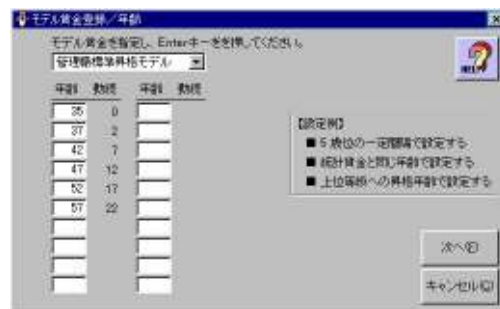 モデル賃金登録／年齢
モデル賃金を指定し、Enterキーを押してください。
管理職標準昇格モデル
HELP
年齢 勤続 年齢 勤続
35 0
37 2
42 7
47 12
52 17
57 22
【設定例】
■ 5歳位の一定間隔で設定する
■ 統計賃金と同じ年齢で設定する
■ 上位等級への昇格年齢で設定する
次へ(E)
キャンセル(C)